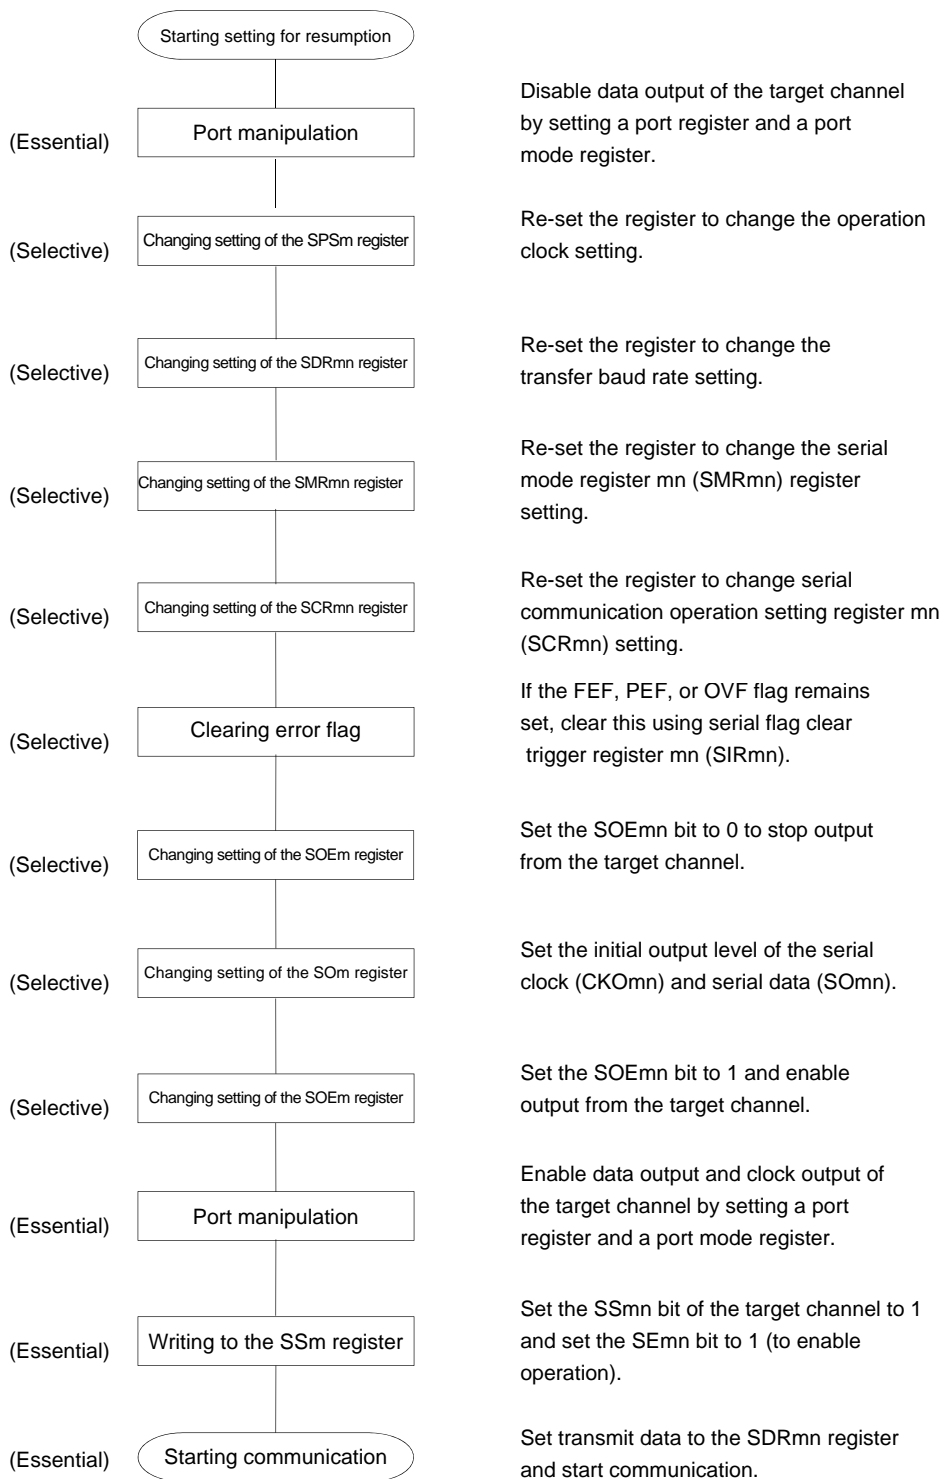 Starting setting for resumption
(Essential)
Port manipulation
Disable data output of the target channel
by setting a port register and a port
mode register.
(Selective)
Changing setting of the SPSm register
Re-set the register to change the operation
clock setting.
(Selective)
Changing setting of the SDRmn register
Re-set the register to change the
transfer baud rate setting.
(Selective)
Changing setting of the SMRmn register
Re-set the register to change the serial
mode register mn (SMRmn) register
setting.
(Selective)
Changing setting of the SCRmn register
Re-set the register to change serial
communication operation setting register mn
(SCRmn) setting.
(Selective)
Clearing error flag
If the FEF, PEF, or OVF flag remains
set, clear this using serial flag clear
trigger register mn (SIRmn).
(Selective)
Changing setting of the SOEm register
Set the SOEmn bit to 0 to stop output
from the target channel.
(Selective)
Changing setting of the SOm register
Set the initial output level of the serial
clock (CKOmn) and serial data (SOmn).
(Selective)
Changing setting of the SOEm register
Set the SOEmn bit to 1 and enable
output from the target channel.
(Essential)
Port manipulation
Enable data output and clock output of
the target channel by setting a port
register and a port mode register.
(Essential)
Writing to the SSm register
Set the SSmn bit of the target channel to 1
and set the SEmn bit to 1 (to enable
operation).
(Essential)
Starting communication
Set transmit data to the SDRmn register
and start communication.